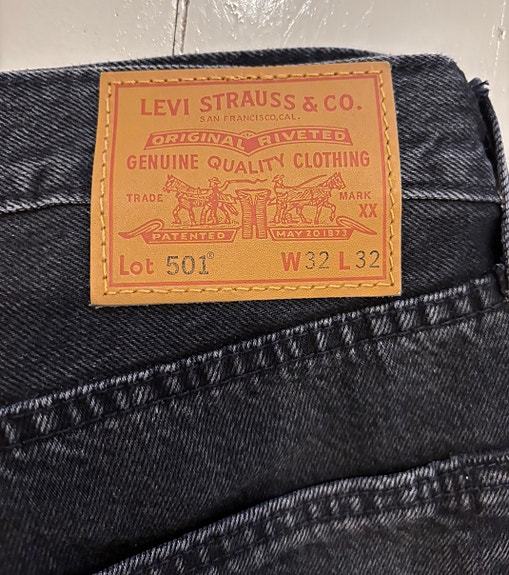 LEVI STRAUSS & CO.
SAN FRANCISCO, CAL.
ORIGINAL RIVETED
GENUINE QUALITY CLOTHING
TRADE MARK
XX
PATENTED MAY 20 1873
Lot 501® W32 L32